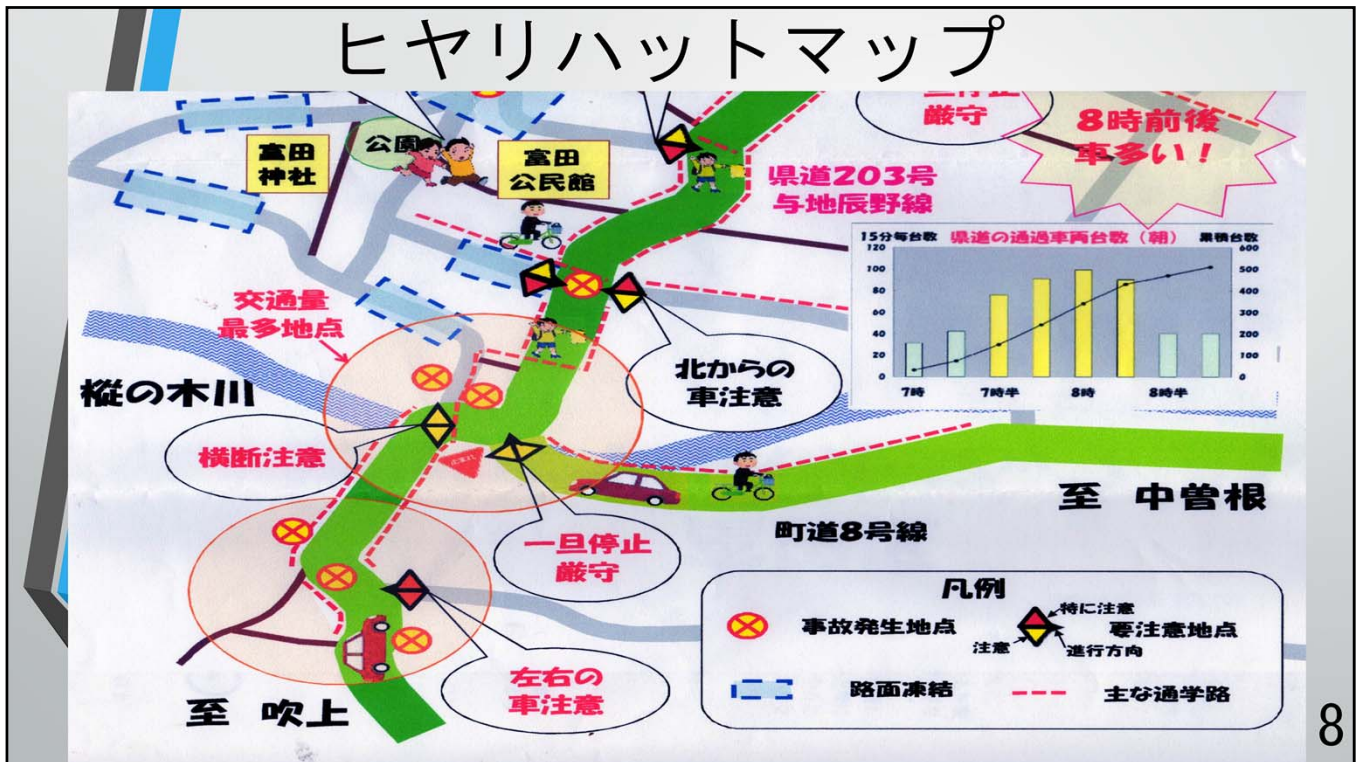 ヒヤリハットマップ
一旦停止
厳守
8時前後
車多い！
公園
富田
神社
富田
公民館
県道203号
与地辰野線
15分毎台数 県道の通過車両台数（朝） 累積台数
120
100
80
60
40
20
0
600
500
400
300
200
100
0
7時 7時半 8時 8時半
交通量
最多地点
北からの
車注意
樅の木川
横断注意
至 中曽根
町道8号線
一旦停止
厳守
左右の
車注意
至 吹上
凡例
事故発生地点
特に注意
要注意地点
注意
進行方向
路面凍結
主な通学路
8